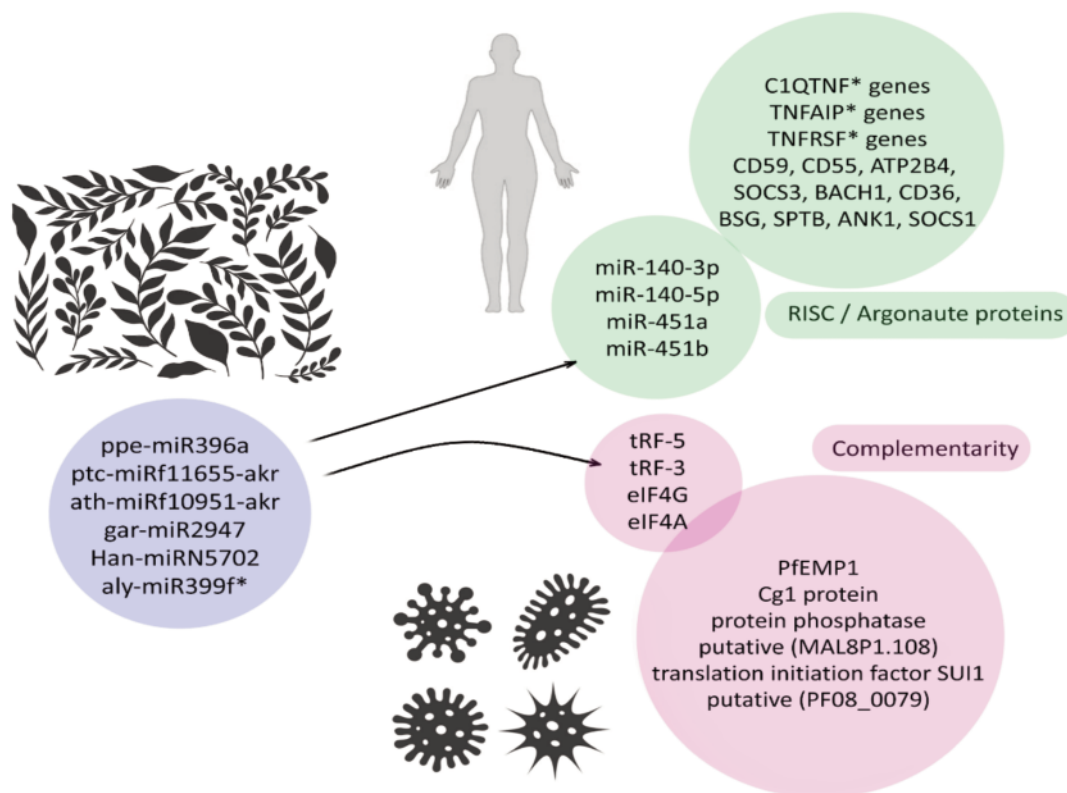 C1QTNF* genes
TNFAIP* genes
TNFRSF* genes
CD59, CD55, ATP2B4,
SOCS3, BACH1, CD36,
BSG, SPTB, ANK1, SOCS1
miR-140-3p
miR-140-5p
miR-451a
miR-451b
RISC / Argonaute proteins
ppe-miR396a
ptc-miRf11655-akr
ath-miRf10951-akr
gar-miR2947
Han-miRN5702
aly-miR399f*
tRF-5
tRF-3
eIF4G
eIF4A
Complementarity
PfEMP1
Cg1 protein
protein phosphatase
putative (MAL8P1.108)
translation initiation factor SUI1
putative (PF08_0079)